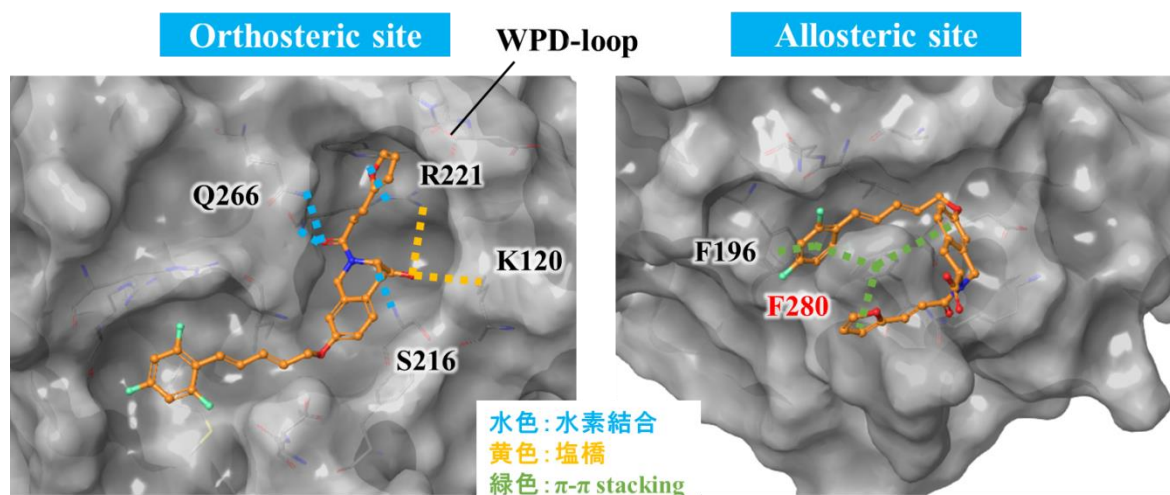 Orthosteric site
WPD-loop
Allosteric site
Q266
R221
K120
S216
F196
F280
水色：水素結合
黄色：塩橋
緑色：π-π stacking